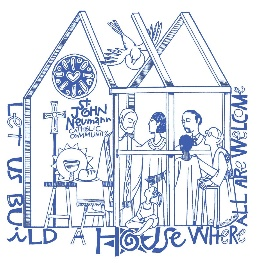 St
JOHN
Neumann
CATHOLIC
COMMUNITY
LET US BUiLD A HOUSE WHERE ALL ARE WELCOME